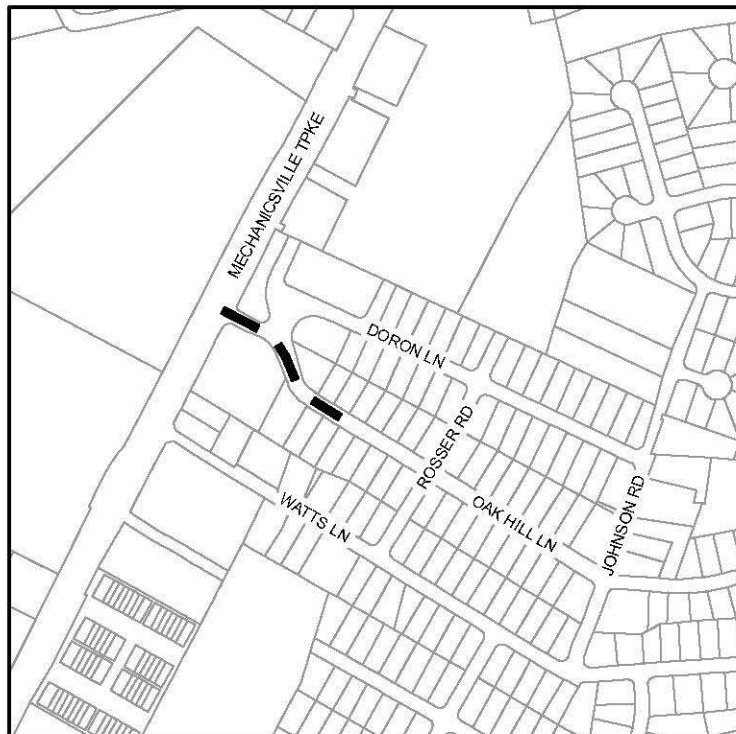 MECHANICSVILLE TPKE
DORON LN
ROSSER RD
OAK HILL LN
JOHNSON RD
WATTS LN